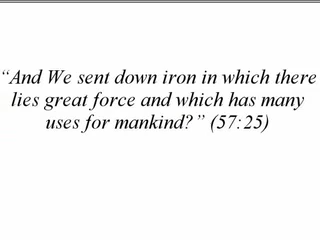 “And We sent down iron in which there
lies great force and which has many
uses for mankind?” (57:25)